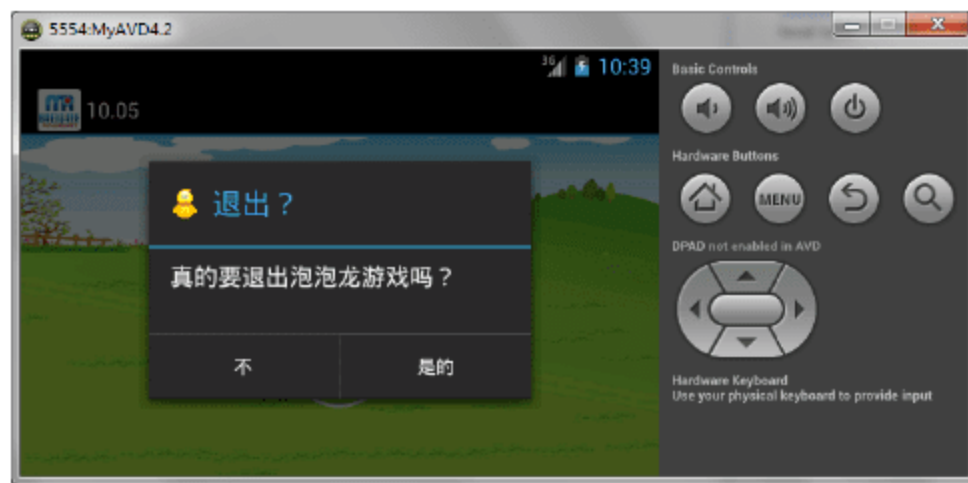 5554:MyAVD4.2
36 10:39
10.05
退出？
真的要退出泡泡龙游戏吗？
不 是的
Basic Controls
Hardware Buttons
MENU
DPAD not enabled in AVD
Hardware Keyboard
Use your physical keyboard to provide input